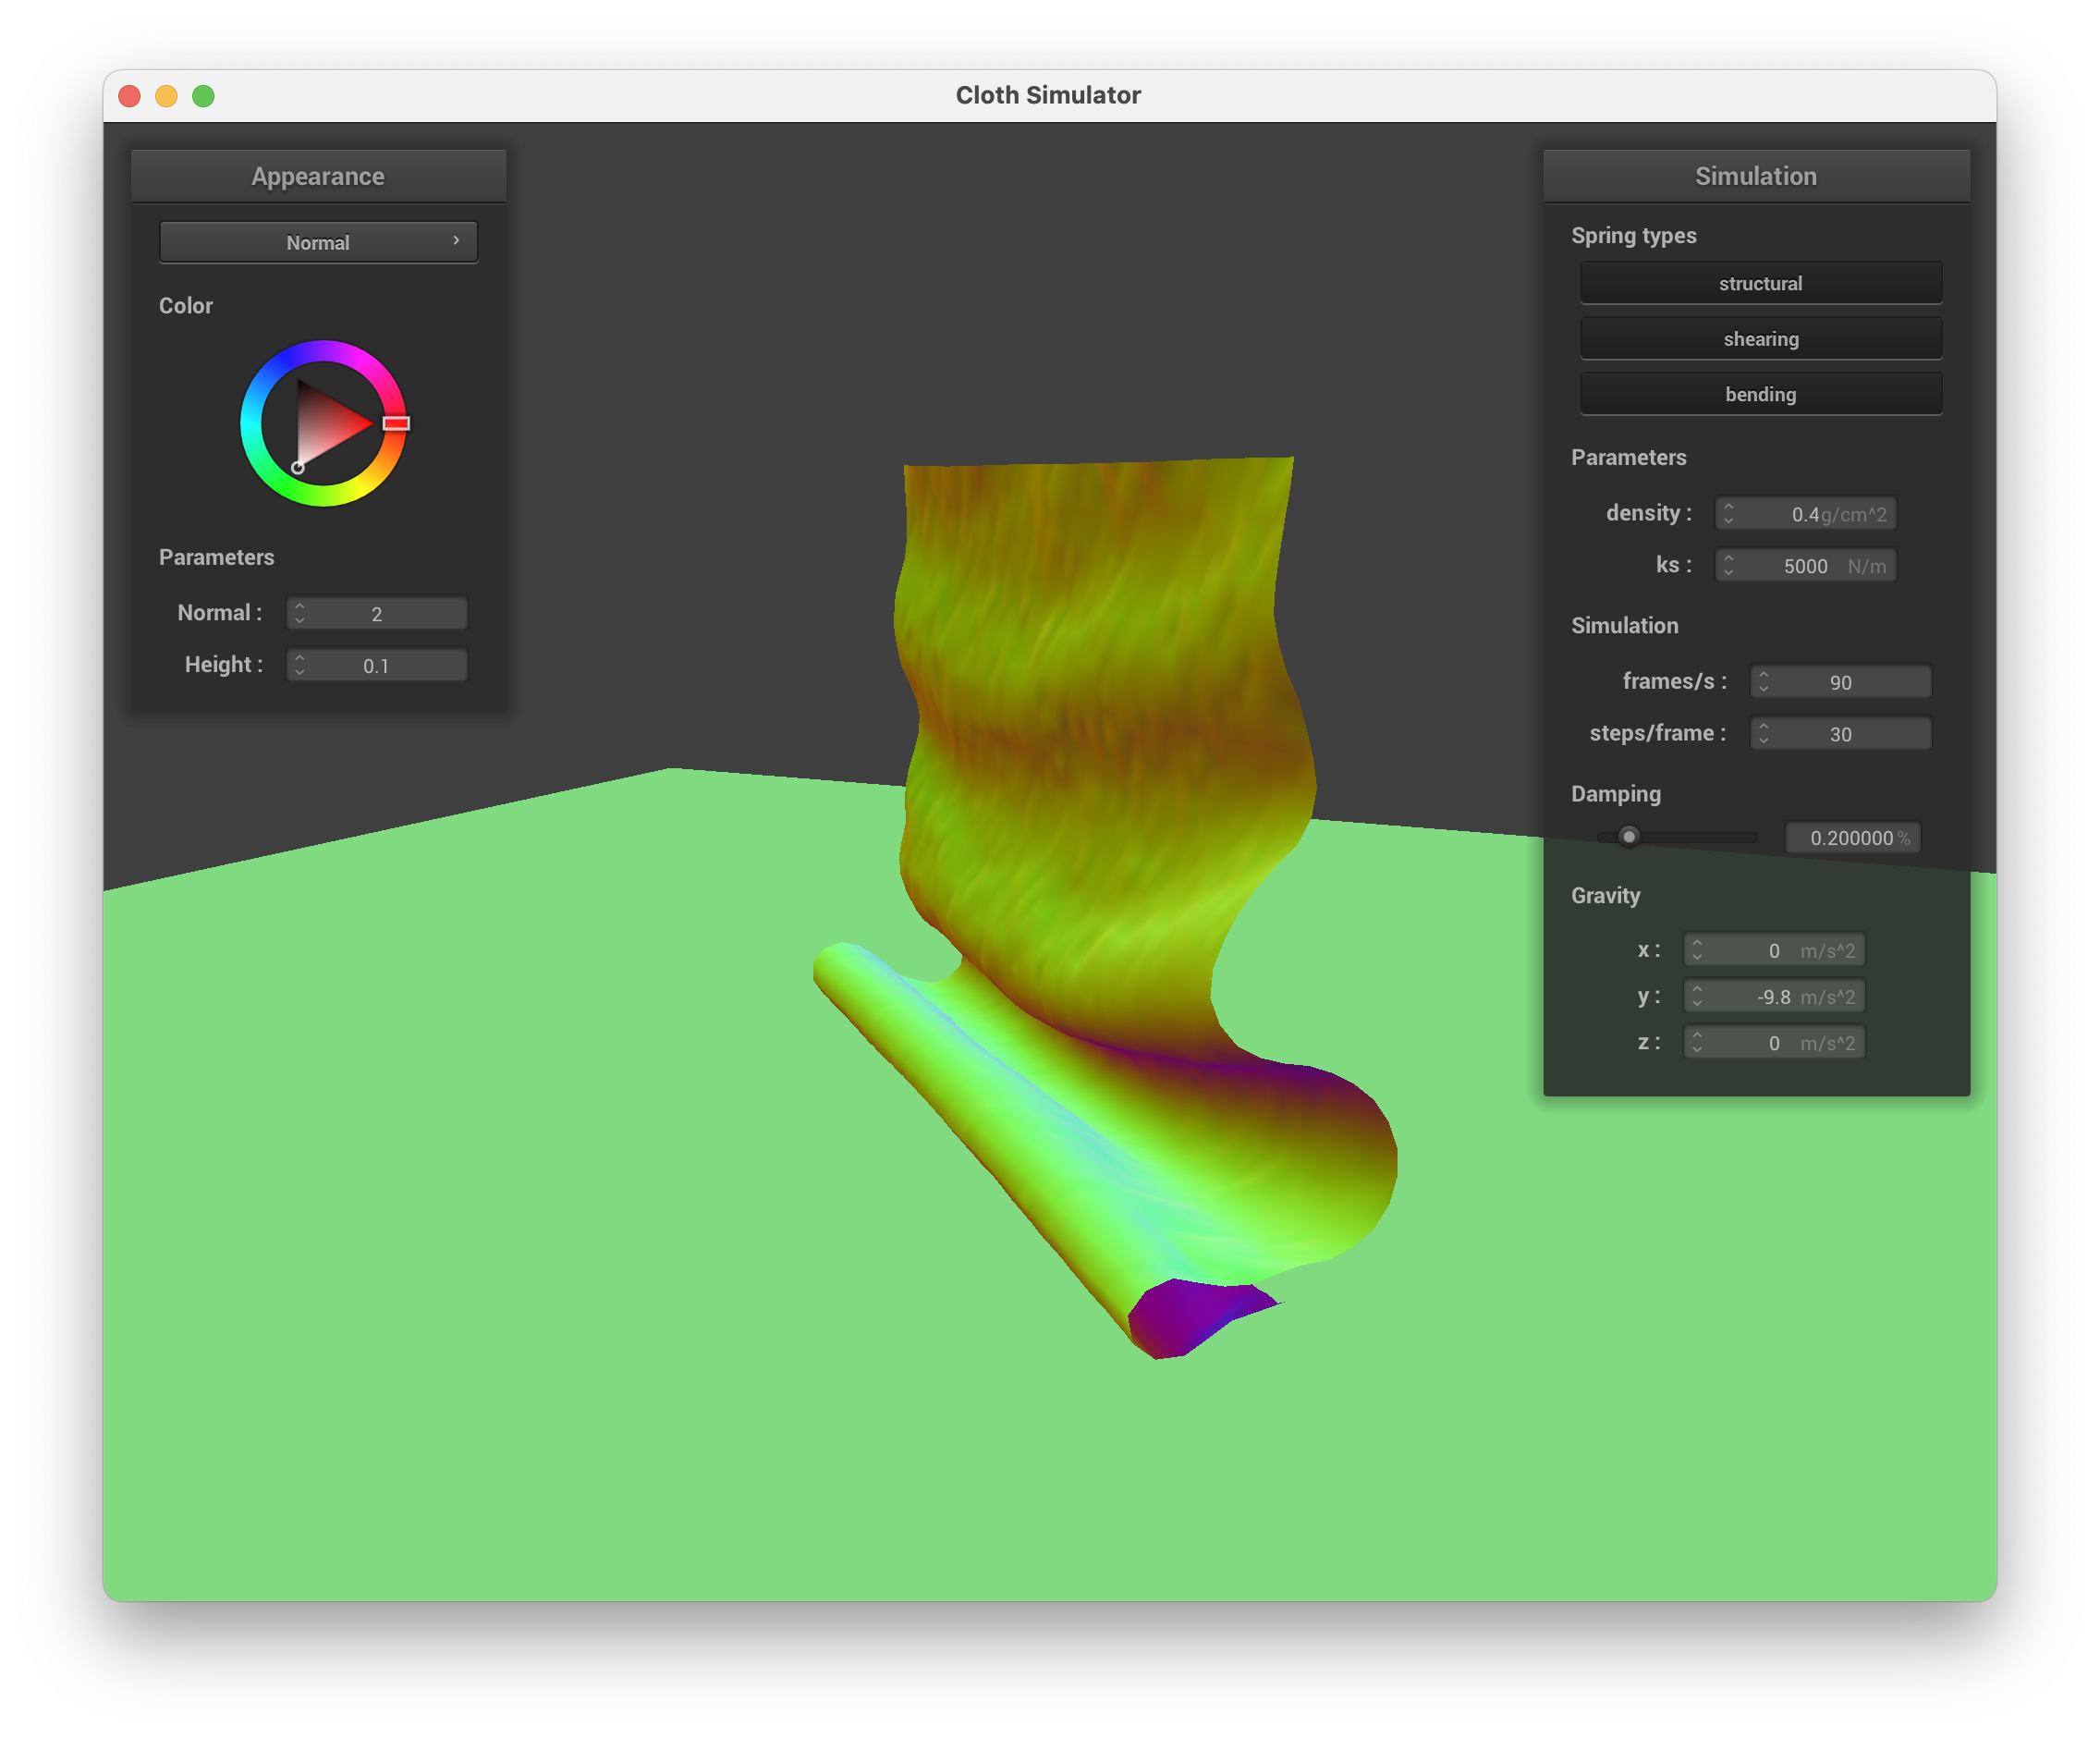 Cloth Simulator
Appearance
Normal
Color
Parameters
Normal : 2
Height : 0.1
Simulation
Spring types
structural
shearing
bending
Parameters
density : 0.4 g/cm^2
ks : 5000 N/m
Simulation
frames/s : 90
steps/frame : 30
Damping
0.200000 %
Gravity
x : 0 m/s^2
y : -9.8 m/s^2
z : 0 m/s^2